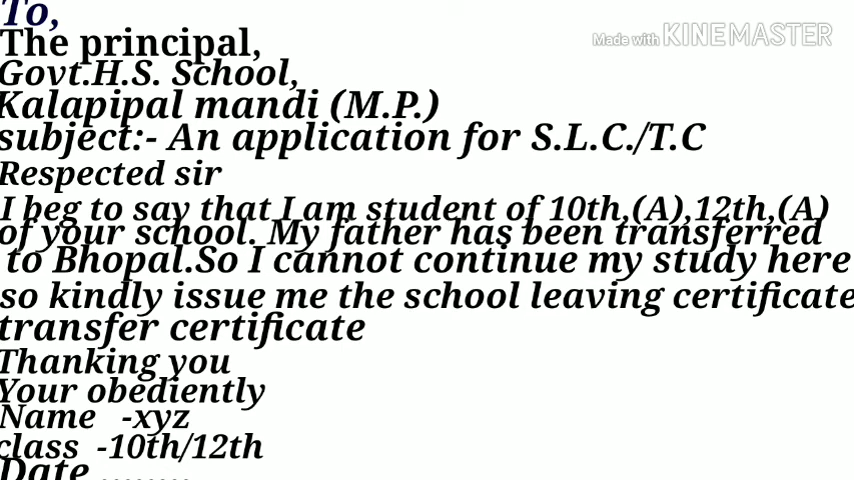 To,
Made with KINEMASTER
The principal,
Govt.H.S. School,
Kalapipal mandi (M.P.)
subject:- An application for S.L.C./T.C
Respected sir
I beg to say that I am student of 10th,(A),12th,(A)
of your school. My father has been transferred
to Bhopal.So I cannot continue my study here
so kindly issue me the school leaving certificate
transfer certificate
Thanking you
Your obediently
Name -xyz
class -10th/12th
Date .........